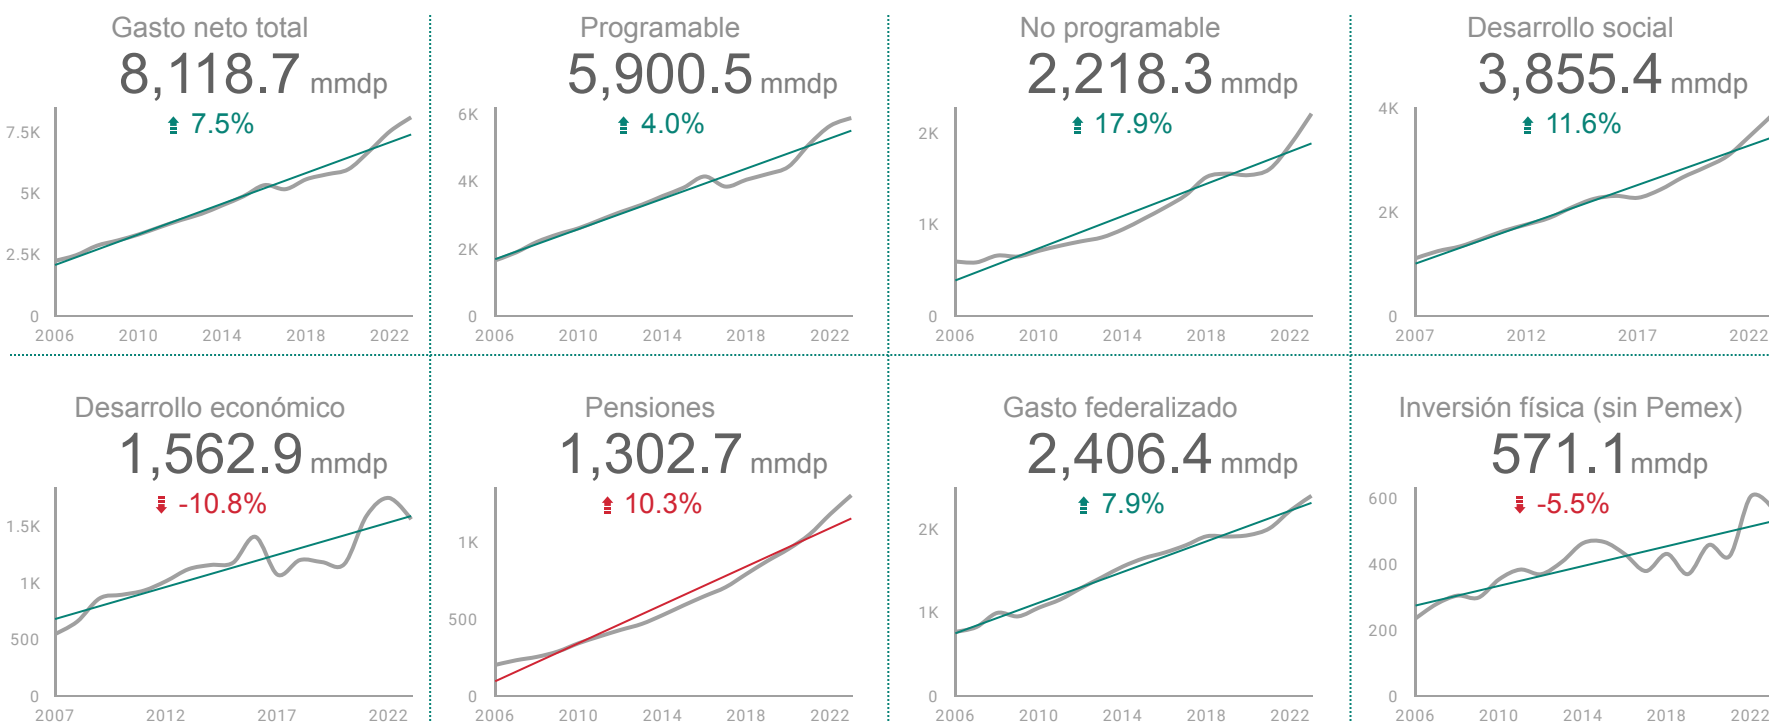 Gasto neto total
8,118.7 mmdp
7.5%
7.5K
5K
2.5K
0
2006 2010 2014 2018 2022
Programable
5,900.5 mmdp
4.0%
6K
4K
2K
0
2006 2010 2014 2018 2022
No programable
2,218.3 mmdp
17.9%
2K
1K
0
2006 2010 2014 2018 2022
Desarrollo social
3,855.4 mmdp
11.6%
4K
2K
0
2007 2012 2017 2022
Desarrollo económico
1,562.9 mmdp
-10.8%
1.5K
1K
500
0
2007 2012 2017 2022
Pensiones
1,302.7 mmdp
10.3%
1K
500
0
2006 2010 2014 2018 2022
Gasto federalizado
2,406.4 mmdp
7.9%
2K
1K
0
2006 2010 2014 2018 2022
Inversión física (sin Pemex)
571.1 mmdp
-5.5%
600
400
200
0
2006 2010 2014 2018 2022